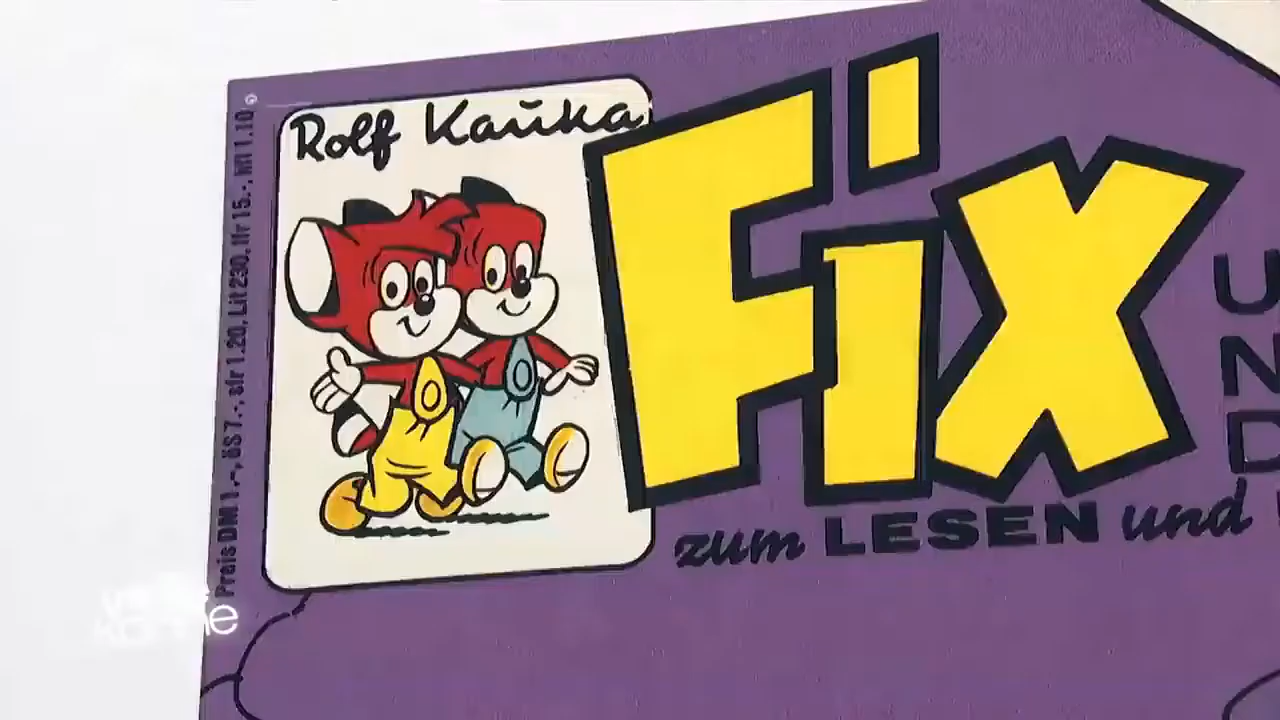 Rolf Kauka
Fix
UND
zum LESEN und
Preis DM 1.–, öS 7.–, sfr 1.20, Lit 230, lfr 15.–, hfl 1.10